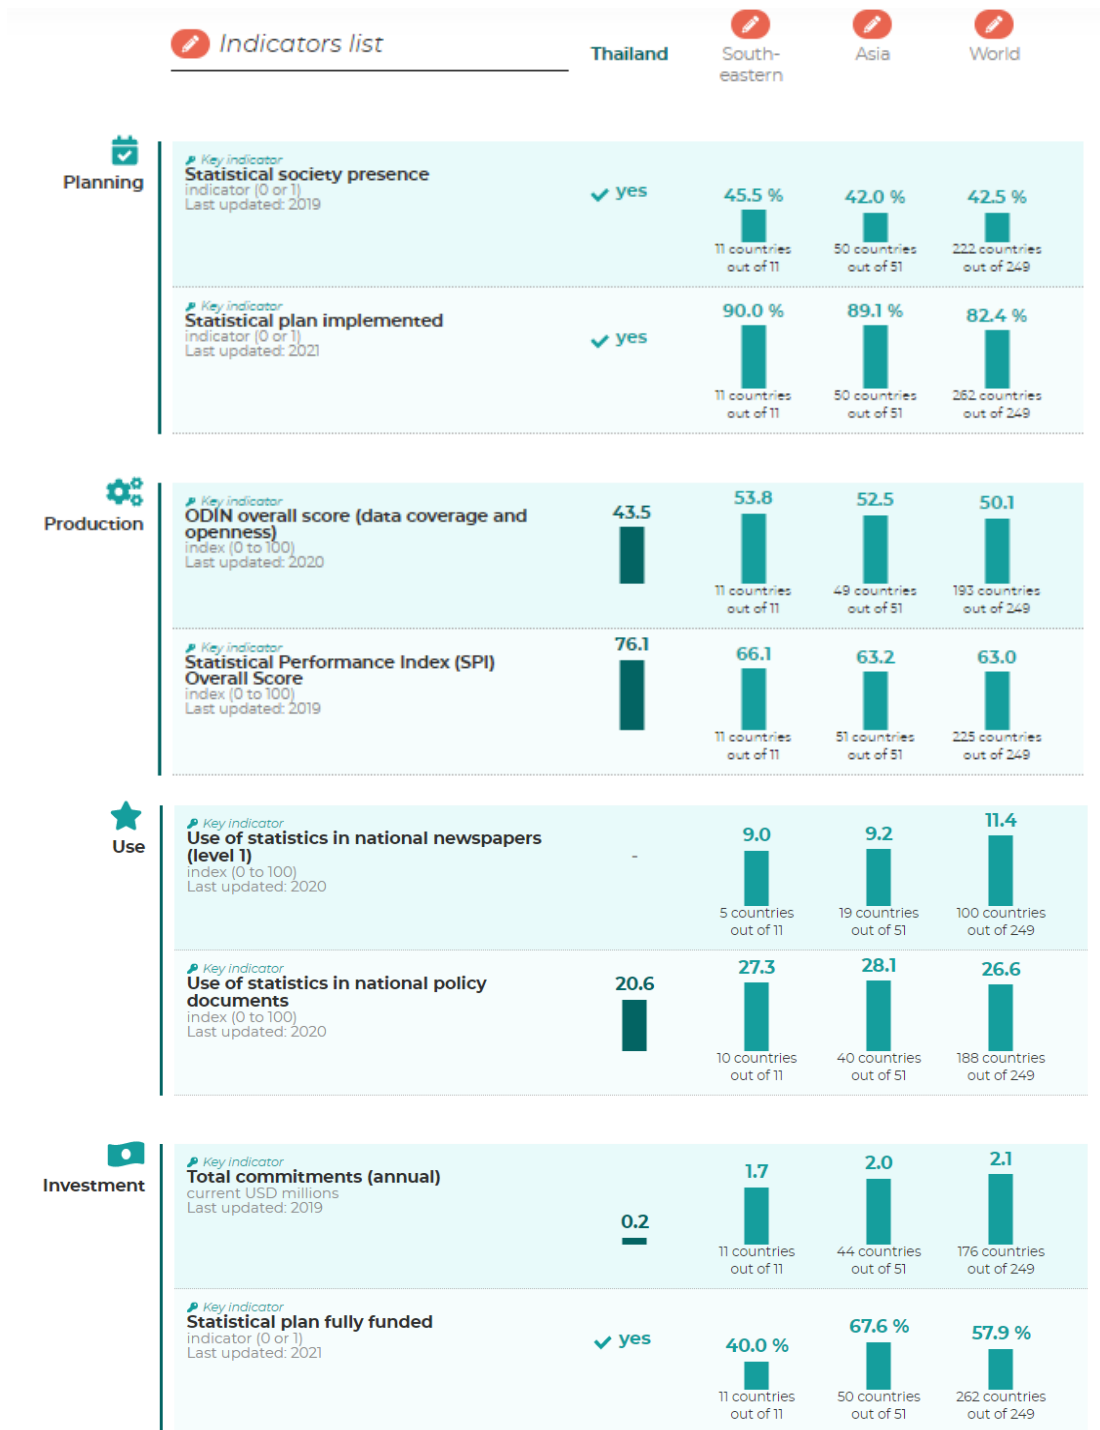 Indicators list
Thailand
South-
eastern
Asia
World
Planning
Key indicator
Statistical society presence
indicator (0 or 1)
Last updated: 2019
yes
45.5 %
11 countries
out of 11
42.0 %
50 countries
out of 51
42.5 %
222 countries
out of 249
Key indicator
Statistical plan implemented
indicator (0 or 1)
Last updated: 2021
yes
90.0 %
11 countries
out of 11
89.1 %
50 countries
out of 51
82.4 %
262 countries
out of 249
Production
Key indicator
ODIN overall score (data coverage and
openness)
index (0 to 100)
Last updated: 2020
43.5
53.8
11 countries
out of 11
52.5
49 countries
out of 51
50.1
193 countries
out of 249
Key indicator
Statistical Performance Index (SPI)
Overall Score
index (0 to 100)
Last updated: 2019
76.1
66.1
11 countries
out of 11
63.2
51 countries
out of 51
63.0
225 countries
out of 249
Use
Key indicator
Use of statistics in national newspapers
(level 1)
index (0 to 100)
Last updated: 2020
-
9.0
5 countries
out of 11
9.2
19 countries
out of 51
11.4
100 countries
out of 249
Key indicator
Use of statistics in national policy
documents
index (0 to 100)
Last updated: 2020
20.6
27.3
10 countries
out of 11
28.1
40 countries
out of 51
26.6
188 countries
out of 249
Investment
Key indicator
Total commitments (annual)
current USD millions
Last updated: 2019
0.2
1.7
11 countries
out of 11
2.0
44 countries
out of 51
2.1
176 countries
out of 249
Key indicator
Statistical plan fully funded
indicator (0 or 1)
Last updated: 2021
yes
40.0 %
11 countries
out of 11
67.6 %
50 countries
out of 51
57.9 %
262 countries
out of 249